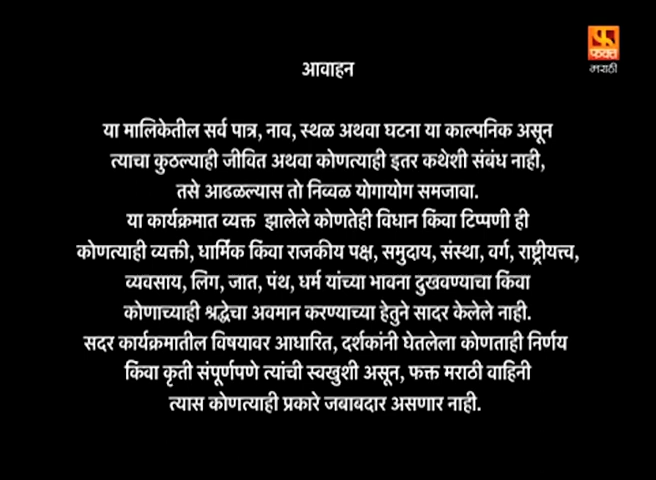 फक्त
मराठी
आवाहन
या मालिकेतील सर्व पात्र, नाव, स्थळ अथवा घटना या काल्पनिक असून
त्याचा कुठल्याही जीवित अथवा कोणत्याही इतर कथेशी संबंध नाही,
तसे आढळल्यास तो निव्वळ योगायोग समजावा.
या कार्यक्रमात व्यक्त झालेले कोणतेही विधान किंवा टिप्पणी ही
कोणत्याही व्यक्ती, धार्मिक किंवा राजकीय पक्ष, समुदाय, संस्था, वर्ग, राष्ट्रीयत्त्व,
व्यवसाय, लिंग, जात, पंथ, धर्म यांच्या भावना दुखवण्याचा किंवा
कोणाच्याही श्रद्धेचा अवमान करण्याच्या हेतुने सादर केलेले नाही.
सदर कार्यक्रमातील विषयावर आधारित, दर्शकांनी घेतलेला कोणताही निर्णय
किंवा कृती संपूर्णपणे त्यांची स्वखुशी असून, फक्त मराठी वाहिनी
त्यास कोणत्याही प्रकारे जबाबदार असणार नाही.